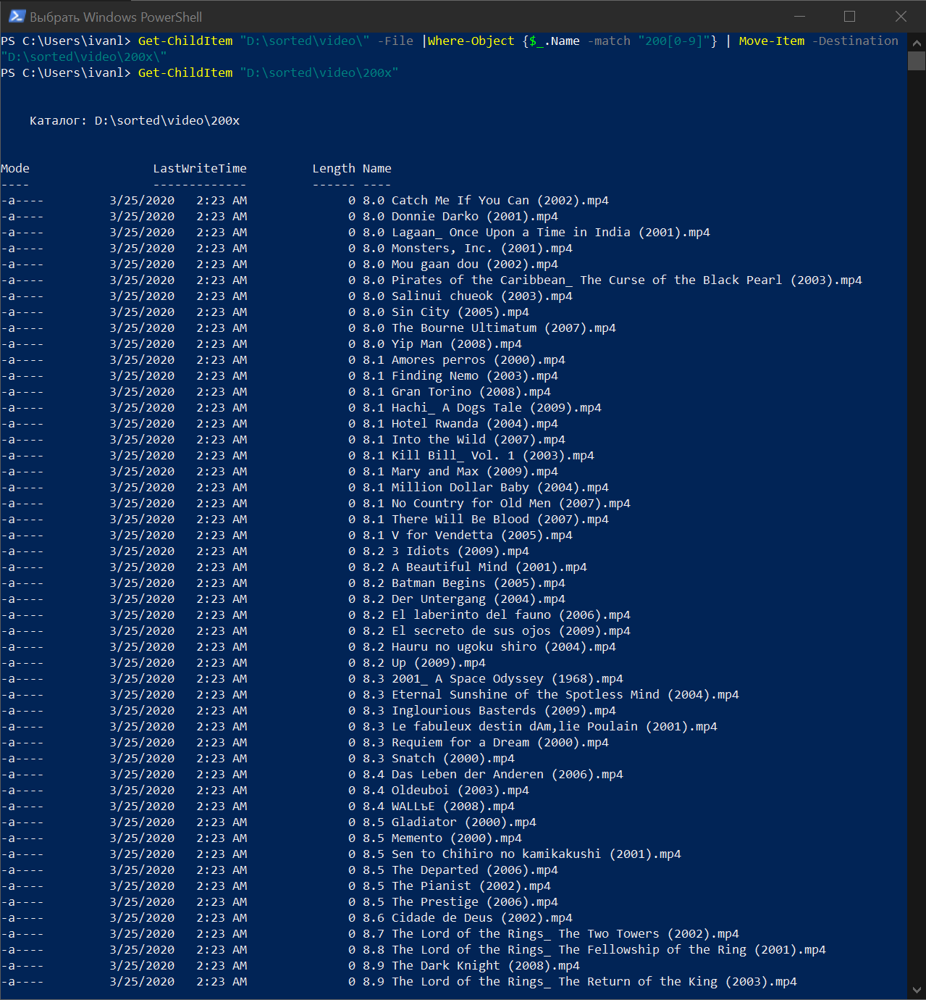 Выбрать Windows PowerShell
PS C:\Users\ivanl> Get-ChildItem "D:\sorted\video\" -File |Where-Object {$_.Name -match "200[0-9]"} | Move-Item -Destination
"D:\sorted\video\200x\"
PS C:\Users\ivanl> Get-ChildItem "D:\sorted\video\200x"
Каталог: D:\sorted\video\200x
Mode LastWriteTime Length Name
---- ------------- ------ ----
-a---- 3/25/2020 2:23 AM 0 8.0 Catch Me If You Can (2002).mp4
-a---- 3/25/2020 2:23 AM 0 8.0 Donnie Darko (2001).mp4
-a---- 3/25/2020 2:23 AM 0 8.0 Lagaan_ Once Upon a Time in India (2001).mp4
-a---- 3/25/2020 2:23 AM 0 8.0 Monsters, Inc. (2001).mp4
-a---- 3/25/2020 2:23 AM 0 8.0 Mou gaan dou (2002).mp4
-a---- 3/25/2020 2:23 AM 0 8.0 Pirates of the Caribbean_ The Curse of the Black Pearl (2003).mp4
-a---- 3/25/2020 2:23 AM 0 8.0 Salinui chueok (2003).mp4
-a---- 3/25/2020 2:23 AM 0 8.0 Sin City (2005).mp4
-a---- 3/25/2020 2:23 AM 0 8.0 The Bourne Ultimatum (2007).mp4
-a---- 3/25/2020 2:23 AM 0 8.0 Yip Man (2008).mp4
-a---- 3/25/2020 2:23 AM 0 8.1 Amores perros (2000).mp4
-a---- 3/25/2020 2:23 AM 0 8.1 Finding Nemo (2003).mp4
-a---- 3/25/2020 2:23 AM 0 8.1 Gran Torino (2008).mp4
-a---- 3/25/2020 2:23 AM 0 8.1 Hachi_ A Dogs Tale (2009).mp4
-a---- 3/25/2020 2:23 AM 0 8.1 Hotel Rwanda (2004).mp4
-a---- 3/25/2020 2:23 AM 0 8.1 Into the Wild (2007).mp4
-a---- 3/25/2020 2:23 AM 0 8.1 Kill Bill_ Vol. 1 (2003).mp4
-a---- 3/25/2020 2:23 AM 0 8.1 Mary and Max (2009).mp4
-a---- 3/25/2020 2:23 AM 0 8.1 Million Dollar Baby (2004).mp4
-a---- 3/25/2020 2:23 AM 0 8.1 No Country for Old Men (2007).mp4
-a---- 3/25/2020 2:23 AM 0 8.1 There Will Be Blood (2007).mp4
-a---- 3/25/2020 2:23 AM 0 8.1 V for Vendetta (2005).mp4
-a---- 3/25/2020 2:23 AM 0 8.2 3 Idiots (2009).mp4
-a---- 3/25/2020 2:23 AM 0 8.2 A Beautiful Mind (2001).mp4
-a---- 3/25/2020 2:23 AM 0 8.2 Batman Begins (2005).mp4
-a---- 3/25/2020 2:23 AM 0 8.2 Der Untergang (2004).mp4
-a---- 3/25/2020 2:23 AM 0 8.2 El laberinto del fauno (2006).mp4
-a---- 3/25/2020 2:23 AM 0 8.2 El secreto de sus ojos (2009).mp4
-a---- 3/25/2020 2:23 AM 0 8.2 Hauru no ugoku shiro (2004).mp4
-a---- 3/25/2020 2:23 AM 0 8.2 Up (2009).mp4
-a---- 3/25/2020 2:23 AM 0 8.3 2001_ A Space Odyssey (1968).mp4
-a---- 3/25/2020 2:23 AM 0 8.3 Eternal Sunshine of the Spotless Mind (2004).mp4
-a---- 3/25/2020 2:23 AM 0 8.3 Inglourious Basterds (2009).mp4
-a---- 3/25/2020 2:23 AM 0 8.3 Le fabuleux destin dAm‚lie Poulain (2001).mp4
-a---- 3/25/2020 2:23 AM 0 8.3 Requiem for a Dream (2000).mp4
-a---- 3/25/2020 2:23 AM 0 8.3 Snatch (2000).mp4
-a---- 3/25/2020 2:23 AM 0 8.4 Das Leben der Anderen (2006).mp4
-a---- 3/25/2020 2:23 AM 0 8.4 Oldeuboi (2003).mp4
-a---- 3/25/2020 2:23 AM 0 8.4 WALLъE (2008).mp4
-a---- 3/25/2020 2:23 AM 0 8.5 Gladiator (2000).mp4
-a---- 3/25/2020 2:23 AM 0 8.5 Memento (2000).mp4
-a---- 3/25/2020 2:23 AM 0 8.5 Sen to Chihiro no kamikakushi (2001).mp4
-a---- 3/25/2020 2:23 AM 0 8.5 The Departed (2006).mp4
-a---- 3/25/2020 2:23 AM 0 8.5 The Pianist (2002).mp4
-a---- 3/25/2020 2:23 AM 0 8.5 The Prestige (2006).mp4
-a---- 3/25/2020 2:23 AM 0 8.6 Cidade de Deus (2002).mp4
-a---- 3/25/2020 2:23 AM 0 8.7 The Lord of the Rings_ The Two Towers (2002).mp4
-a---- 3/25/2020 2:23 AM 0 8.8 The Lord of the Rings_ The Fellowship of the Ring (2001).mp4
-a---- 3/25/2020 2:23 AM 0 8.9 The Dark Knight (2008).mp4
-a---- 3/25/2020 2:23 AM 0 8.9 The Lord of the Rings_ The Return of the King (2003).mp4